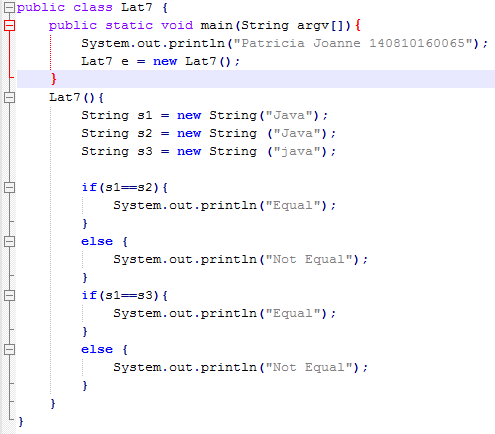 public class Lat7 {
    public static void main(String argv[]){
        System.out.println("Patricia Joanne 140810160065");
        Lat7 e = new Lat7();
    }
    Lat7(){
        String s1 = new String("Java");
        String s2 = new String ("Java");
        String s3 = new String ("java");

        if(s1==s2){
            System.out.println("Equal");
        }
        else {
            System.out.println("Not Equal");
        }
        if(s1==s3){
            System.out.println("Equal");
        }
        else {
            System.out.println("Not Equal");
        }
    }
}